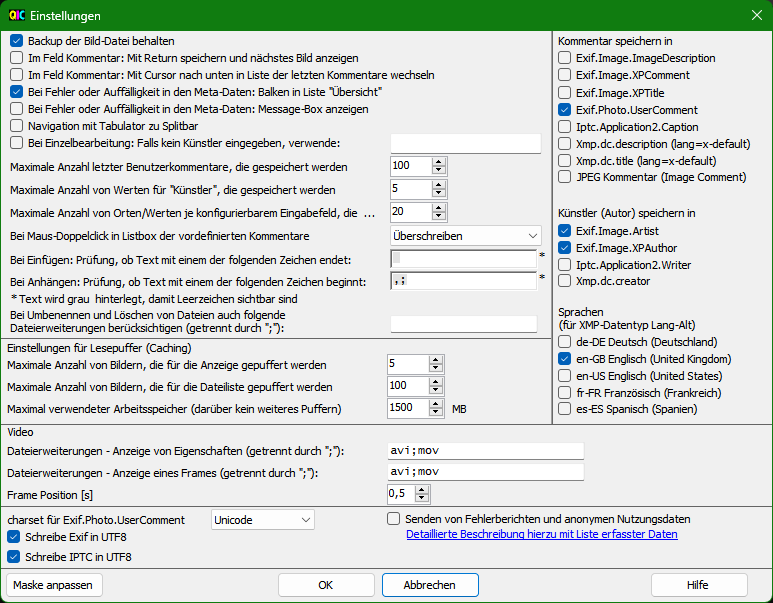 QIC Einstellungen
Backup der Bild-Datei behalten
Im Feld Kommentar: Mit Return speichern und nächstes Bild anzeigen
Im Feld Kommentar: Mit Cursor nach unten in Liste der letzten Kommentare wechseln
Bei Fehler oder Auffälligkeit in den Meta-Daten: Balken in Liste "Übersicht"
Bei Fehler oder Auffälligkeit in den Meta-Daten: Message-Box anzeigen
Navigation mit Tabulator zu Splitbar
Bei Einzelbearbeitung: Falls kein Künstler eingegeben, verwende:
Maximale Anzahl letzter Benutzerkommentare, die gespeichert werden 100
Maximale Anzahl von Werten für "Künstler", die gespeichert werden 5
Maximale Anzahl von Orten/Werten je konfigurierbarem Eingabefeld, die ... 20
Bei Maus-Doppelclick in Listbox der vordefinierten Kommentare Überschreiben
Bei Einfügen: Prüfung, ob Text mit einem der folgenden Zeichen endet: *
Bei Anhängen: Prüfung, ob Text mit einem der folgenden Zeichen beginnt: ,; *
* Text wird grau hinterlegt, damit Leerzeichen sichtbar sind
Bei Umbenennen und Löschen von Dateien auch folgende
Dateierweiterungen berücksichtigen (getrennt durch ";"):
Kommentar speichern in
Exif.Image.ImageDescription
Exif.Image.XPComment
Exif.Image.XPTitle
Exif.Photo.UserComment
Iptc.Application2.Caption
Xmp.dc.description (lang=x-default)
Xmp.dc.title (lang=x-default)
JPEG Kommentar (Image Comment)
Künstler (Autor) speichern in
Exif.Image.Artist
Exif.Image.XPAuthor
Iptc.Application2.Writer
Xmp.dc.creator
Sprachen
(für XMP-Datentyp Lang-Alt)
de-DE Deutsch (Deutschland)
en-GB Englisch (United Kingdom)
en-US Englisch (United States)
fr-FR Französisch (Frankreich)
es-ES Spanisch (Spanien)
Einstellungen für Lesepuffer (Caching)
Maximale Anzahl von Bildern, die für die Anzeige gepuffert werden 5
Maximale Anzahl von Bildern, die für die Dateiliste gepuffert werden 100
Maximal verwendeter Arbeitsspeicher (darüber kein weiteres Puffern) 1500 MB
Video
Dateierweiterungen - Anzeige von Eigenschaften (getrennt durch ";"): avi;mov
Dateierweiterungen - Anzeige eines Frames (getrennt durch ";"): avi;mov
Frame Position [s] 0,5
charset für Exif.Photo.UserComment Unicode
Schreibe Exif in UTF8
Schreibe IPTC in UTF8
Senden von Fehlerberichten und anonymen Nutzungsdaten
Detaillierte Beschreibung hierzu mit Liste erfasster Daten
Maske anpassen OK Abbrechen Hilfe